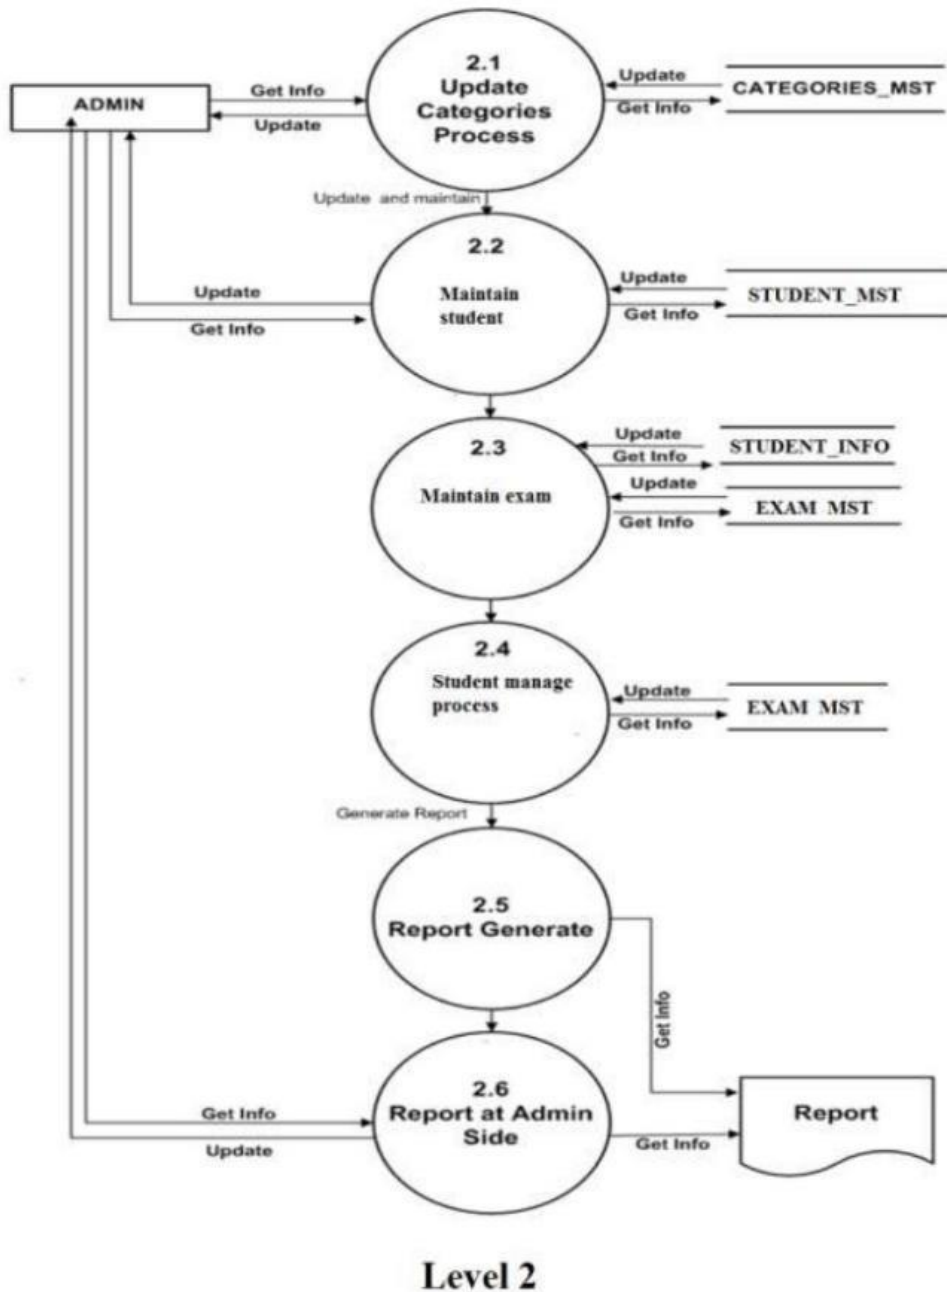 2.1
Update
Categories
Process
ADMIN
Get Info
Update
Update
Get Info
CATEGORIES_MST
Update and maintain
2.2
Maintain
student
Update
Get Info
Update
Get Info
STUDENT_MST
2.3
Maintain exam
Update
Get Info
STUDENT_INFO
Update
Get Info
EXAM MST
2.4
Student manage
process
Update
Get Info
EXAM MST
Generate Report
2.5
Report Generate
Get Info
2.6
Report at Admin
Side
Get Info
Update
Get Info
Report
Level 2